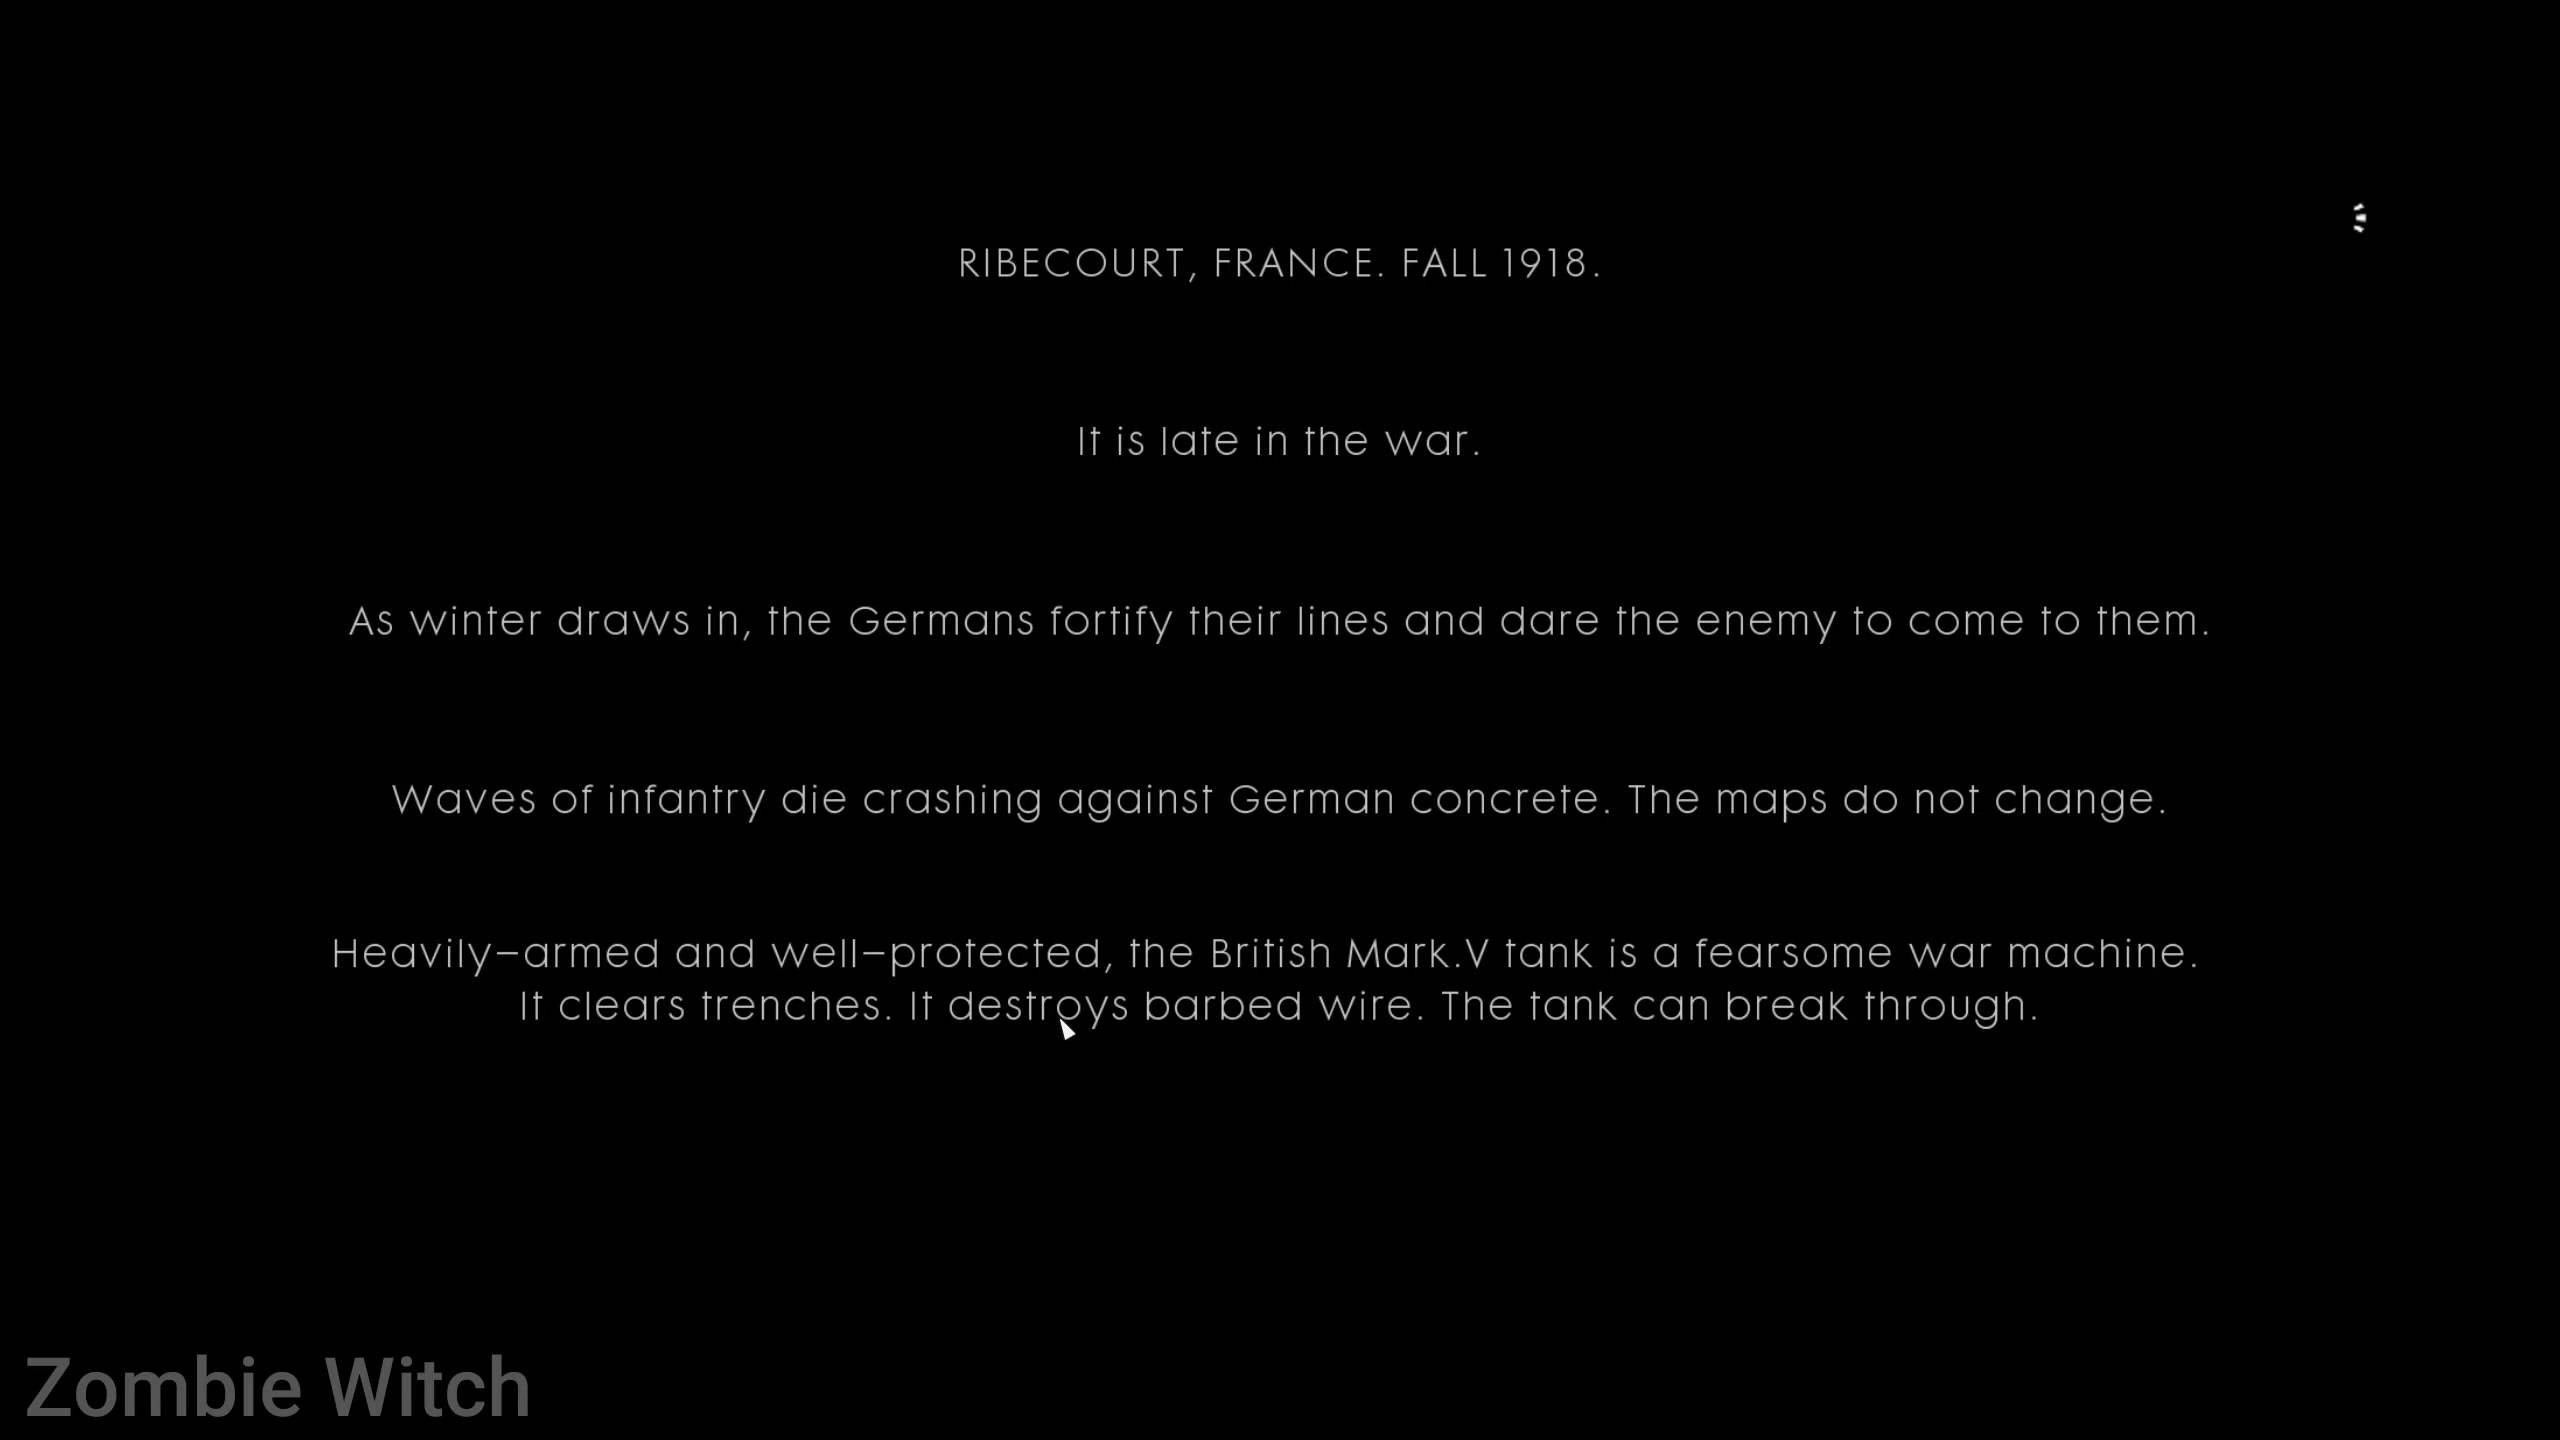 RIBECOURT, FRANCE. FALL 1918.
It is late in the war.
As winter draws in, the Germans fortify their lines and dare the enemy to come to them.
Waves of infantry die crashing against German concrete. The maps do not change.
Heavily-armed and well-protected, the British Mark.V tank is a fearsome war machine.
It clears trenches. It destroys barbed wire. The tank can break through.
Zombie Witch